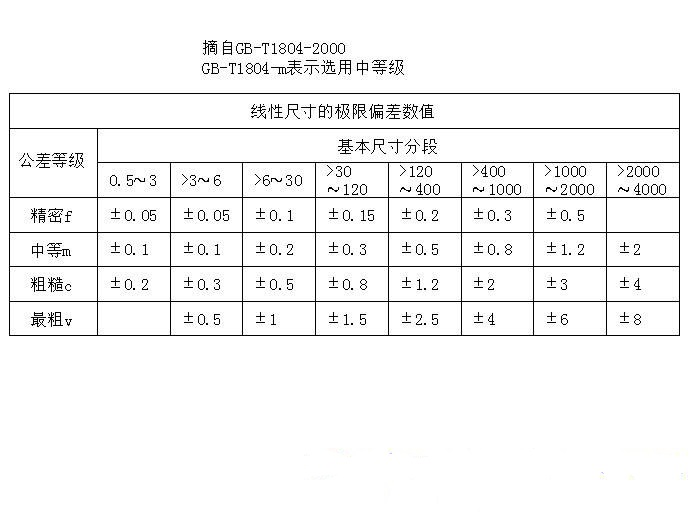 摘自GB-T1804-2000
GB-T1804-m表示选用中等级
线性尺寸的极限偏差数值
公差等级 基本尺寸分段
0.5~3 >3~6 >6~30 >30~120 >120~400 >400~1000 >1000~2000 >2000~4000
精密f ±0.05 ±0.05 ±0.1 ±0.15 ±0.2 ±0.3 ±0.5
中等m ±0.1 ±0.1 ±0.2 ±0.3 ±0.5 ±0.8 ±1.2 ±2
粗糙c ±0.2 ±0.3 ±0.5 ±0.8 ±1.2 ±2 ±3 ±4
最粗v ±0.5 ±1 ±1.5 ±2.5 ±4 ±6 ±8